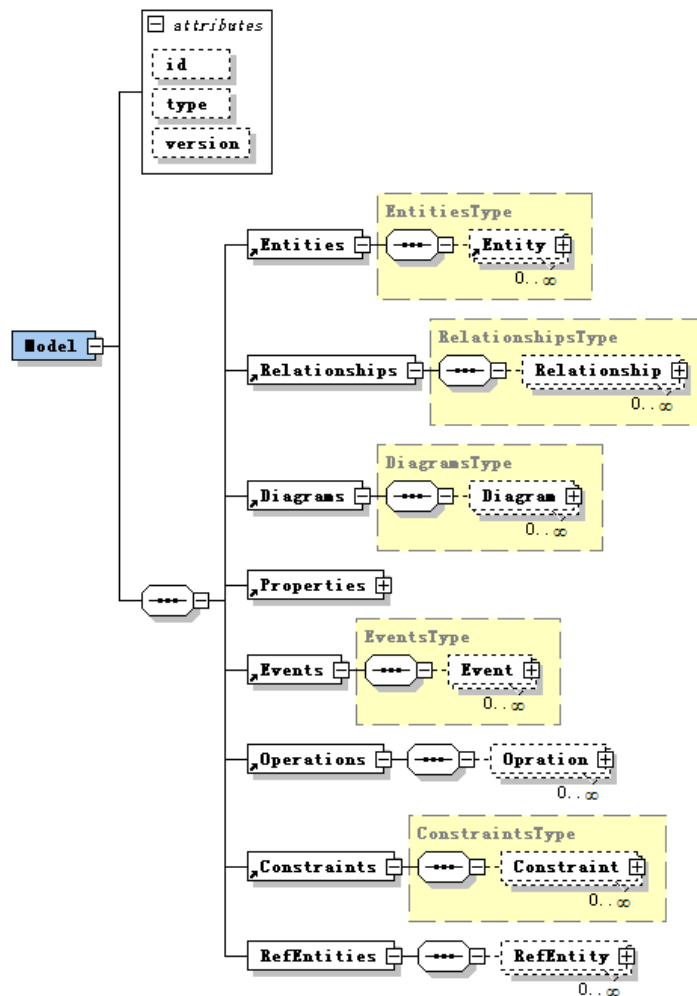 attributes
id
type
version
EntitiesType
Entities
Entity
0..∞
Model
RelationshipsType
Relationships
Relationship
0..∞
DiagramsType
Diagrams
Diagram
0..∞
Properties
EventsType
Events
Event
0..∞
Operations
Opration
0..∞
ConstraintsType
Constraints
Constraint
0..∞
RefEntities
RefEntity
0..∞